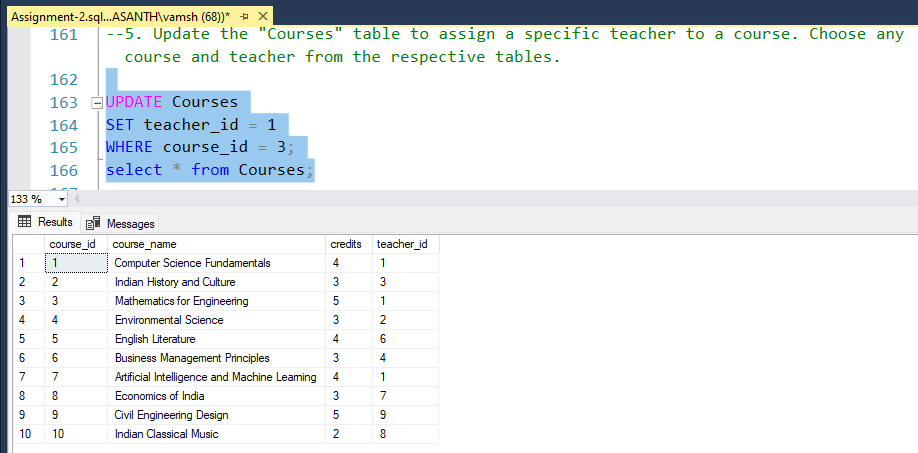 Assignment-2.sql...ASANTH\vamsh (68))*
161 --5. Update the "Courses" table to assign a specific teacher to a course. Choose any
course and teacher from the respective tables.
162
163 UPDATE Courses
164 SET teacher_id = 1
165 WHERE course_id = 3;
166 select * from Courses;
167
133 %
Results Messages
course_id course_name credits teacher_id
1 1 Computer Science Fundamentals 4 1
2 2 Indian History and Culture 3 3
3 3 Mathematics for Engineering 5 1
4 4 Environmental Science 3 2
5 5 English Literature 4 6
6 6 Business Management Principles 3 4
7 7 Artificial Intelligence and Machine Learning 4 1
8 8 Economics of India 3 7
9 9 Civil Engineering Design 5 9
10 10 Indian Classical Music 2 8